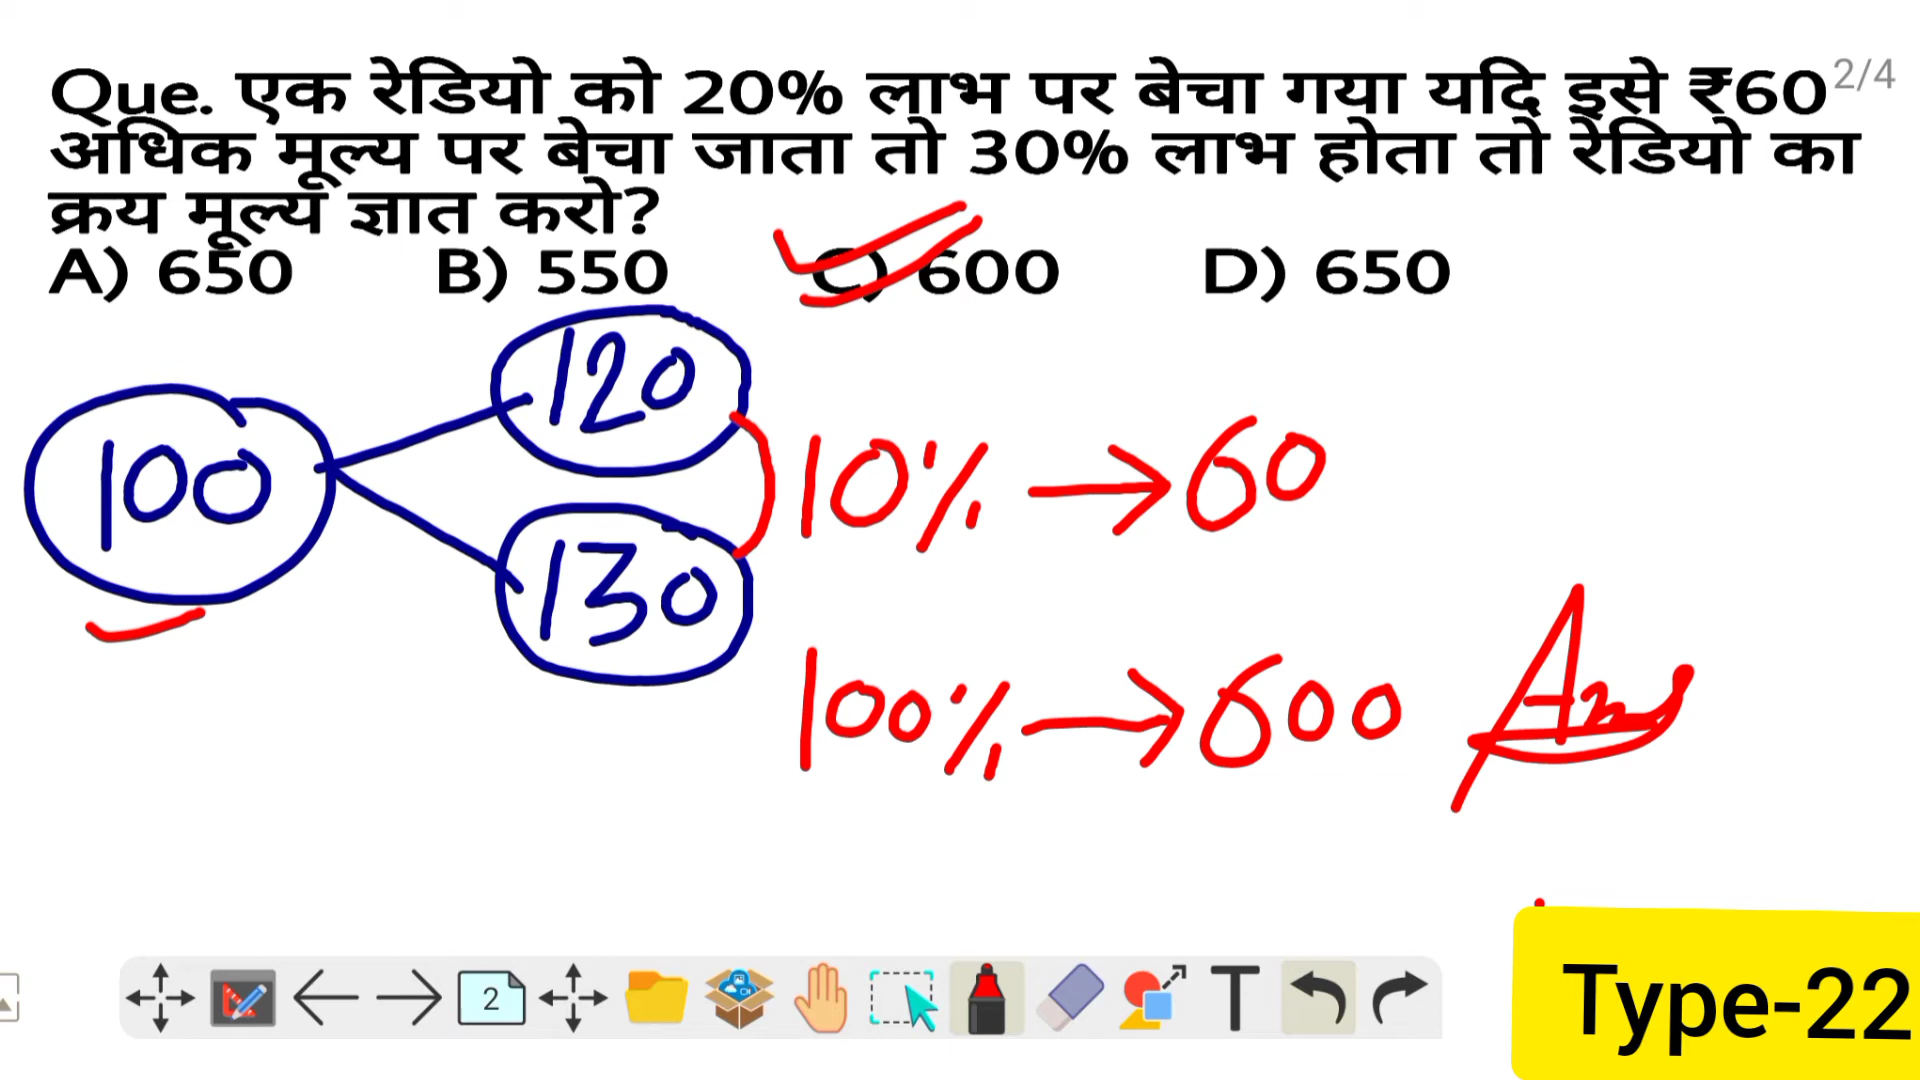 Que. एक रेडियो को 20% लाभ पर बेचा गया यदि इसे ₹60
2/4
अधिक मूल्य पर बेचा जाता तो 30% लाभ होता तो रेडियो का
क्रय मूल्य ज्ञात करो?
A) 650 B) 550 C) 600 D) 650
120
100
10% → 60
130
100% → 600 Ans
2
T
Type-22